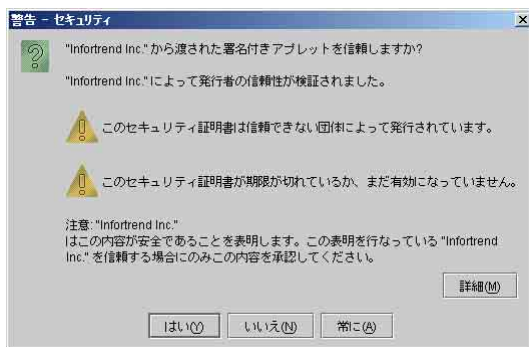 警告 - セキュリティ
"Infortrend Inc." から渡された署名付きアプレットを信頼しますか?
"Infortrend Inc." によって発行者の信頼性が検証されました。
このセキュリティ証明書は信頼できない団体によって発行されています。
このセキュリティ証明書が期限が切れているか、まだ有効になっていません。
注意: "Infortrend Inc."
はこの内容が安全であることを表明します。この表明を行なっている "Infortrend
Inc." を信頼する場合にのみこの内容を承認してください。
詳細(M)
はい(Y) いいえ(N) 常に(A)